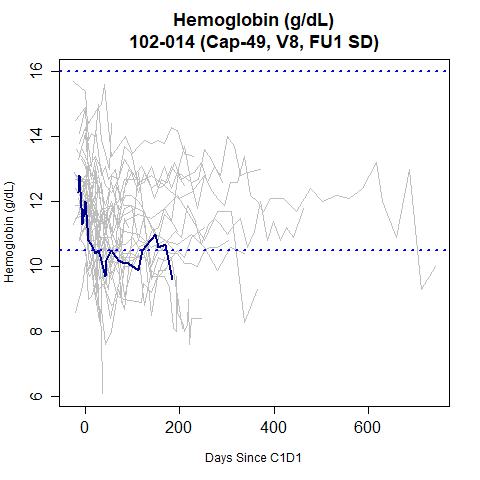 Hemoglobin (g/dL)
102-014 (Cap-49, V8, FU1 SD)
Hemoglobin (g/dL)
16
14
12
10
8
6
0
200
400
600
Days Since C1D1